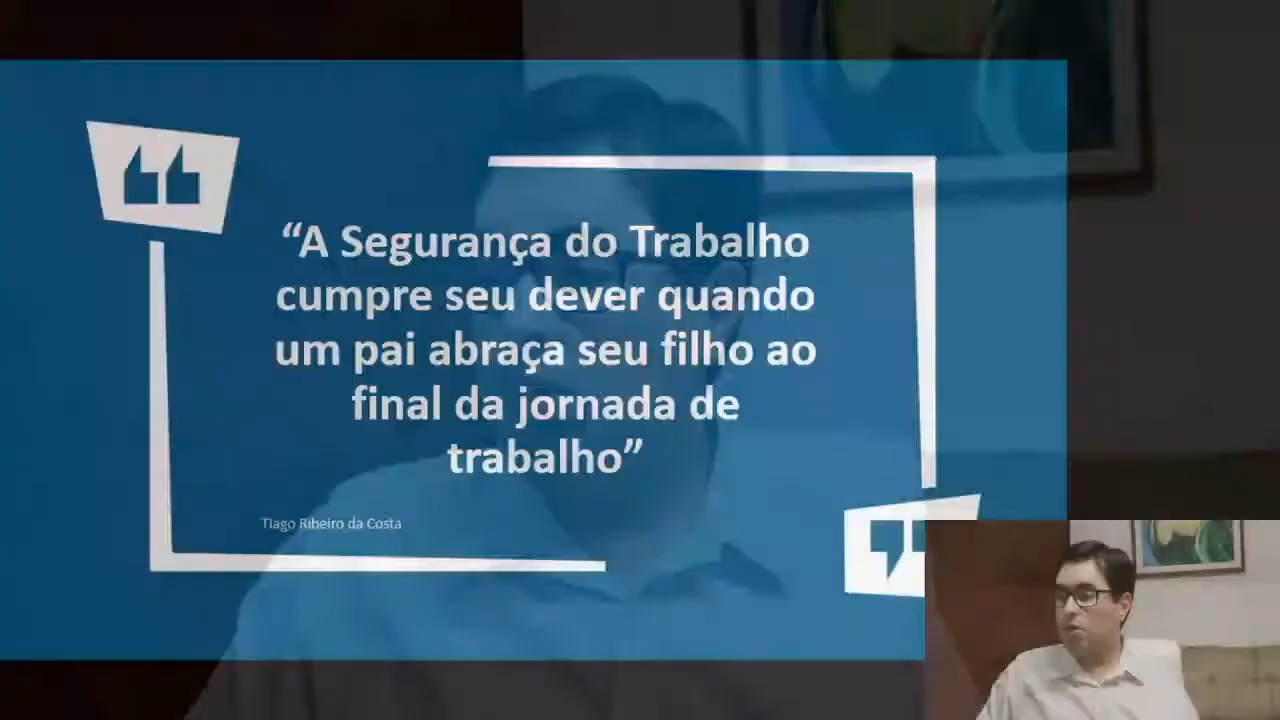 “A Segurança do Trabalho
cumpre seu dever quando
um pai abraça seu filho ao
final da jornada de
trabalho”
Tiago Ribeiro da Costa